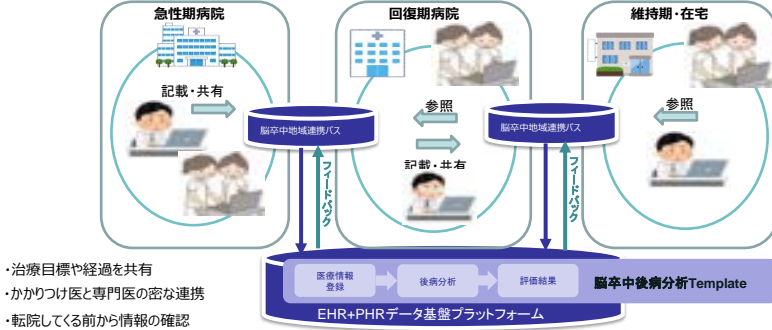 急性期病院
回復期病院
維持期・在宅
記載・共有
参照
参照
脳卒中地域連携パス
脳卒中地域連携パス
記載・共有
フィードバック
フィードバック
・治療目標や経過を共有
・かかりつけ医と専門医の密な連携
・転院してくる前から情報の確認
医療情報
登録
後病分析
評価結果
脳卒中後病分析Template
EHR+PHRデータ基盤プラットフォーム